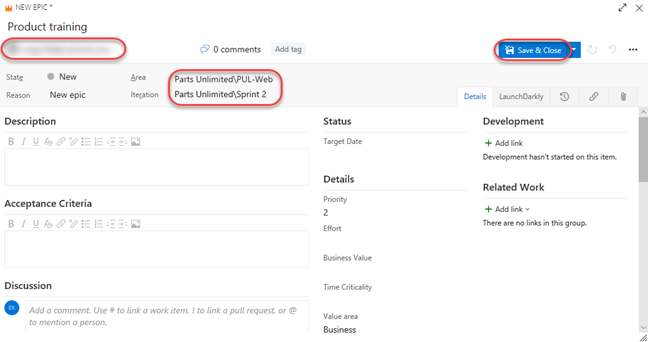 NEW EPIC *
Product training
0 comments
Add tag
Save & Close
State
New
Area
Parts Unlimited\PUL-Web
Reason
New epic
Iteration
Parts Unlimited\Sprint 2
Details
LaunchDarkly
Description
B I U
Acceptance Criteria
B I U
Discussion
EK
Add a comment. Use # to link a work item, ! to link a pull request, or @
to mention a person.
Status
Target Date
Details
Priority
2
Effort
Business Value
Time Criticality
Value area
Business
Development
+ Add link
Development hasn't started on this item.
Related Work
+ Add link
There are no links in this group.